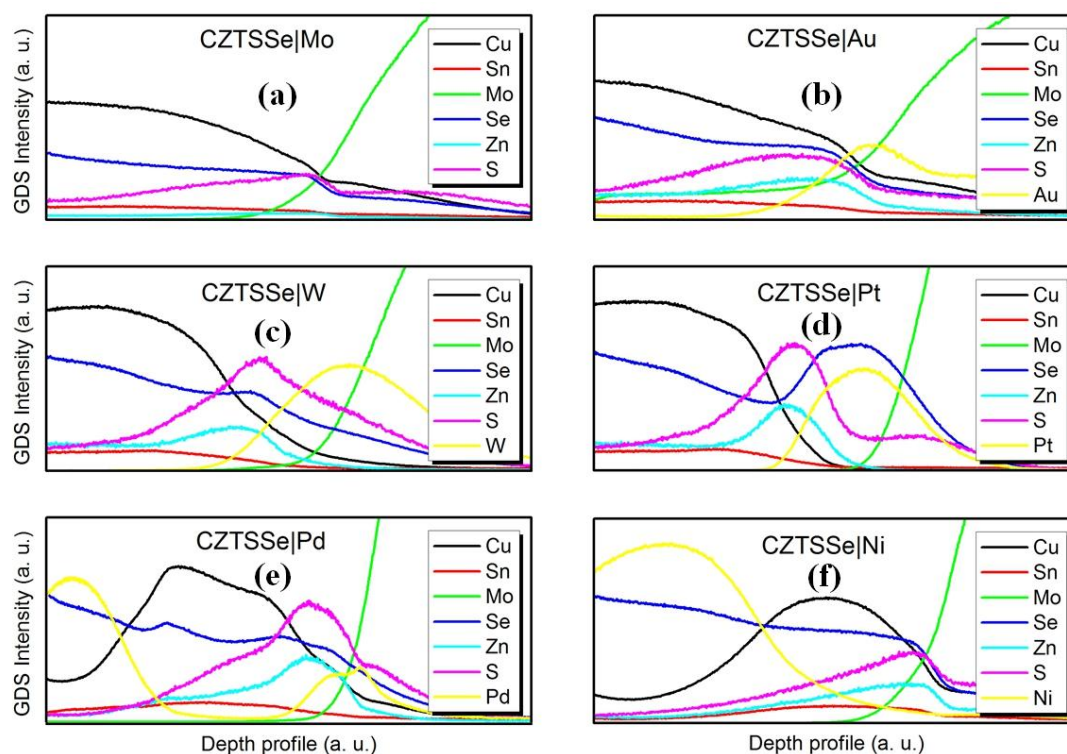 CZTSSe|Mo
(a)
Cu
Sn
Mo
Se
Zn
S
GDS Intensity (a. u.)
CZTSSe|Au
(b)
Cu
Sn
Mo
Se
Zn
S
Au
CZTSSe|W
(c)
Cu
Sn
Mo
Se
Zn
S
W
GDS Intensity (a. u.)
CZTSSe|Pt
(d)
Cu
Sn
Mo
Se
Zn
S
Pt
CZTSSe|Pd
(e)
Cu
Sn
Mo
Se
Zn
S
Pd
GDS Intensity (a. u.)
Depth profile (a. u.)
CZTSSe|Ni
(f)
Cu
Sn
Mo
Se
Zn
S
Ni
Depth profile (a. u.)